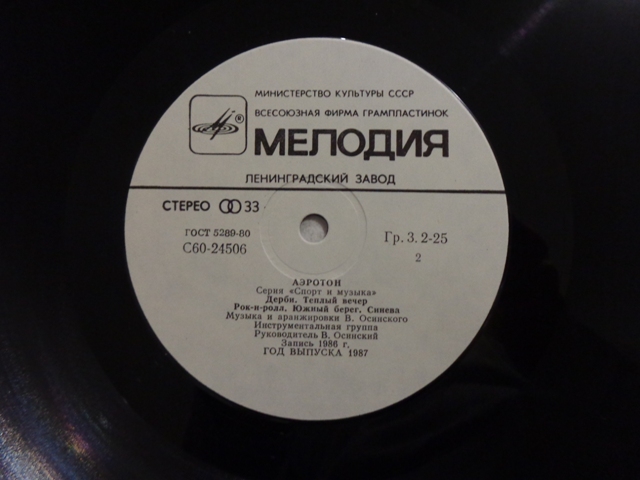 МИНИСТЕРСТВО КУЛЬТУРЫ СССР
ВСЕСОЮЗНАЯ ФИРМА ГРАМПЛАСТИНОК
®
МЕЛОДИЯ
ЛЕНИНГРАДСКИЙ ЗАВОД
СТЕРЕО 33
ГОСТ 5289-80
С60-24506
Гр. 3. 2-25
2
АЭРОТОН
Серия «Спорт и музыка»
Дерби. Теплый вечер
Рок-н-ролл. Южный берег. Синева
Музыка и аранжировки В. Осинского
Инструментальная группа
Руководитель В. Осинский
Запись 1986 г.
ГОД ВЫПУСКА 1987